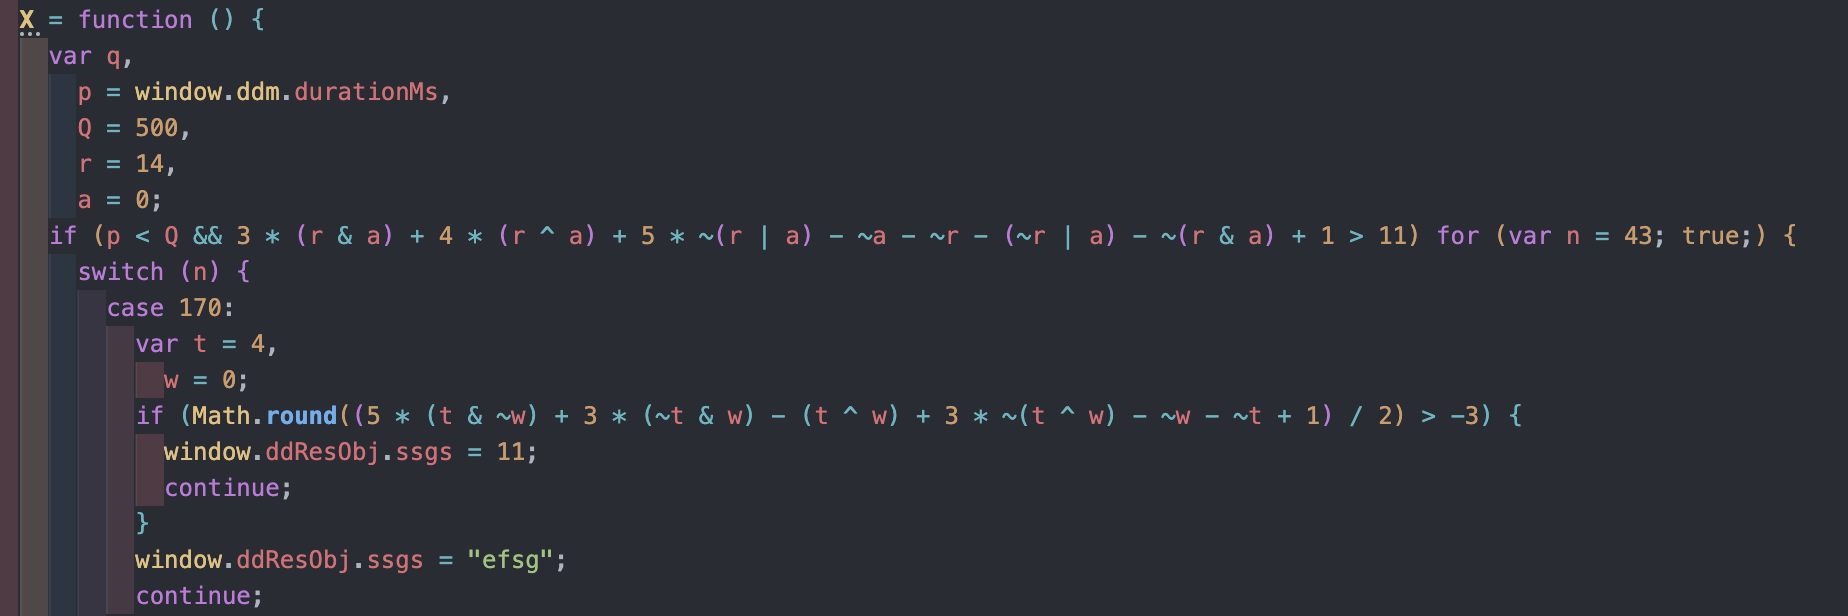 X = function () {
var q,
p = window.ddm.durationMs,
Q = 500,
r = 14,
a = 0;
if (p < Q && 3 * (r & a) + 4 * (r ^ a) + 5 * ~(r | a) - ~a - ~r - (~r | a) - ~(r & a) + 1 > 11) for (var n = 43; true;) {
switch (n) {
case 170:
var t = 4,
w = 0;
if (Math.round((5 * (t & ~w) + 3 * (~t & w) - (t ^ w) + 3 * ~(t ^ w) - ~w - ~t + 1) / 2) > -3) {
window.ddResObj.ssgs = 11;
continue;
}
window.ddResObj.ssgs = "efsg";
continue;